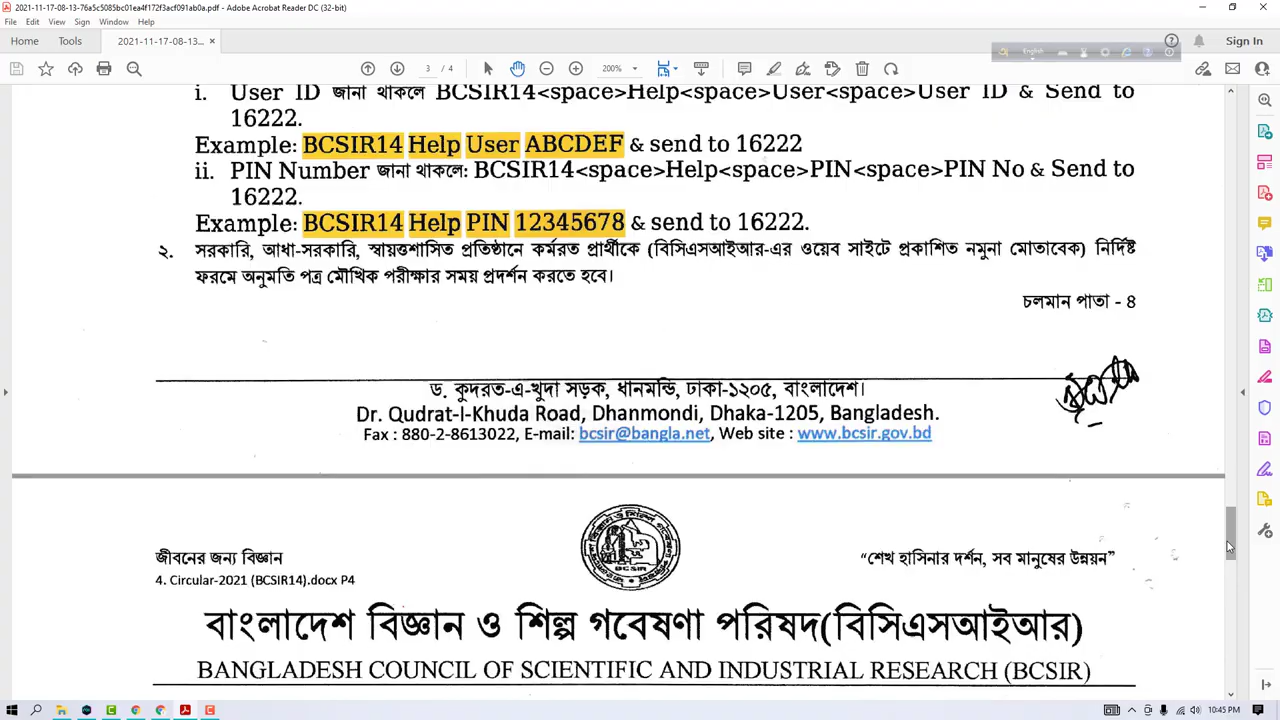 2021-11-17-08-13-76a5c5085bc01ea4f172f3acf091ab0a.pdf - Adobe Acrobat Reader DC (32-bit)
File Edit View Sign Window Help
Home Tools 2021-11-17-08-13... × Sign In
3 / 4 200%
English
i. User ID জানা থাকলে BCSIR14<space>Help<space>User<space>User ID & Send to
16222.
Example: BCSIR14 Help User ABCDEF & send to 16222
ii. PIN Number জানা থাকলে: BCSIR14<space>Help<space>PIN<space>PIN No & Send to
16222.
Example: BCSIR14 Help PIN 12345678 & send to 16222.
২. সরকারি, আধা-সরকারি, স্বায়ত্তশাসিত প্রতিষ্ঠানে কর্মরত প্রার্থীকে (বিসিএসআইআর-এর ওয়েব সাইটে প্রকাশিত নমুনা মোতাবেক) নির্দিষ্ট
ফরমে অনুমতি পত্র মৌখিক পরীক্ষার সময় প্রদর্শন করতে হবে।
চলমান পাতা - ৪
ড. কুদরত-এ-খুদা সড়ক, ধানমন্ডি, ঢাকা-১২০৫, বাংলাদেশ।
Dr. Qudrat-I-Khuda Road, Dhanmondi, Dhaka-1205, Bangladesh.
Fax : 880-2-8613022, E-mail: bcsir@bangla.net, Web site : www.bcsir.gov.bd
জীবনের জন্য বিজ্ঞান
BCSIR
“শেখ হাসিনার দর্শন, সব মানুষের উন্নয়ন”
4. Circular-2021 (BCSIR14).docx P4
বাংলাদেশ বিজ্ঞান ও শিল্প গবেষণা পরিষদ(বিসিএসআইআর)
BANGLADESH COUNCIL OF SCIENTIFIC AND INDUSTRIAL RESEARCH (BCSIR)
10:45 PM